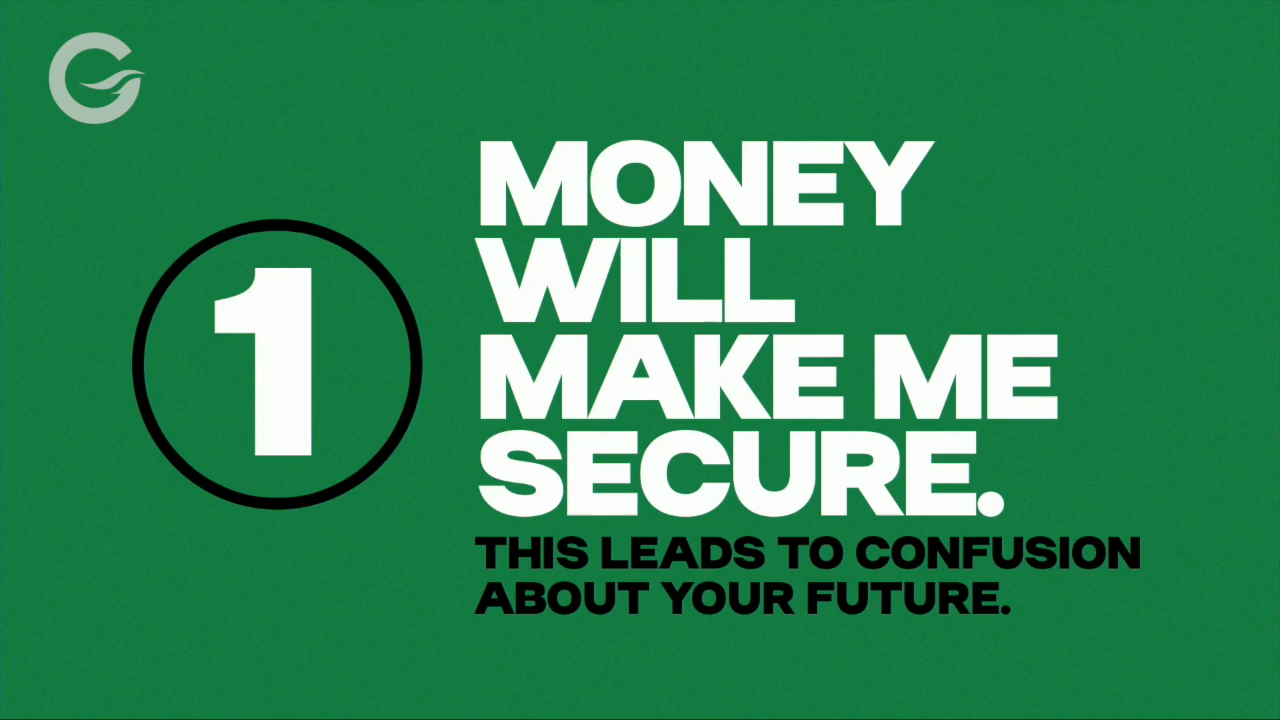 1
MONEY
WILL
MAKE ME
SECURE.
THIS LEADS TO CONFUSION
ABOUT YOUR FUTURE.